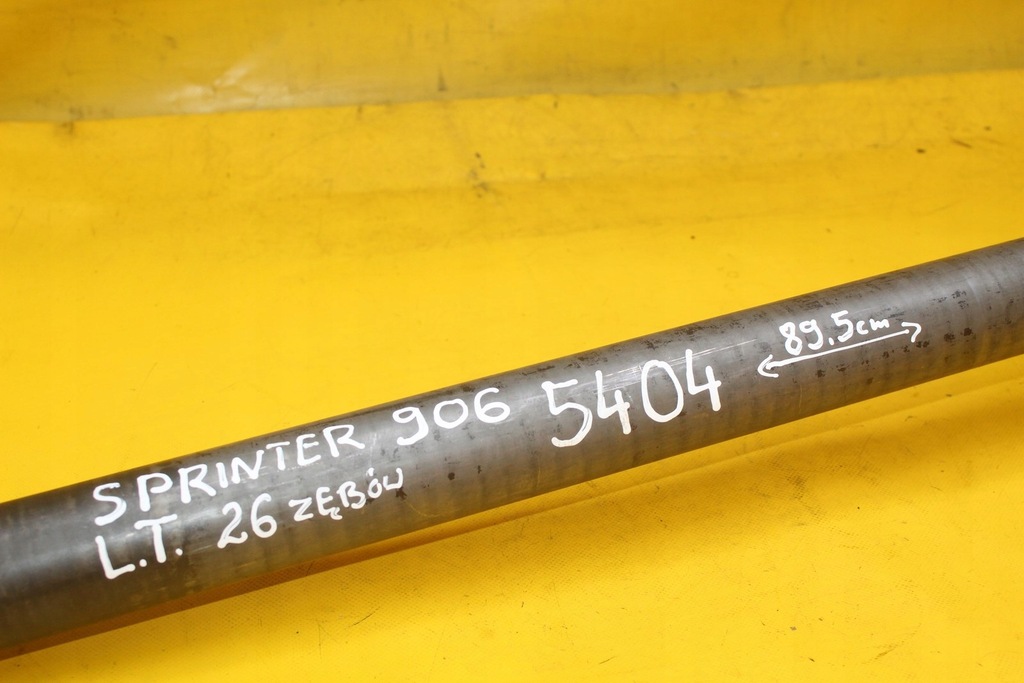 SPRINTER 906 5404 89.5cm
L.T. 26 ZĘBÓW